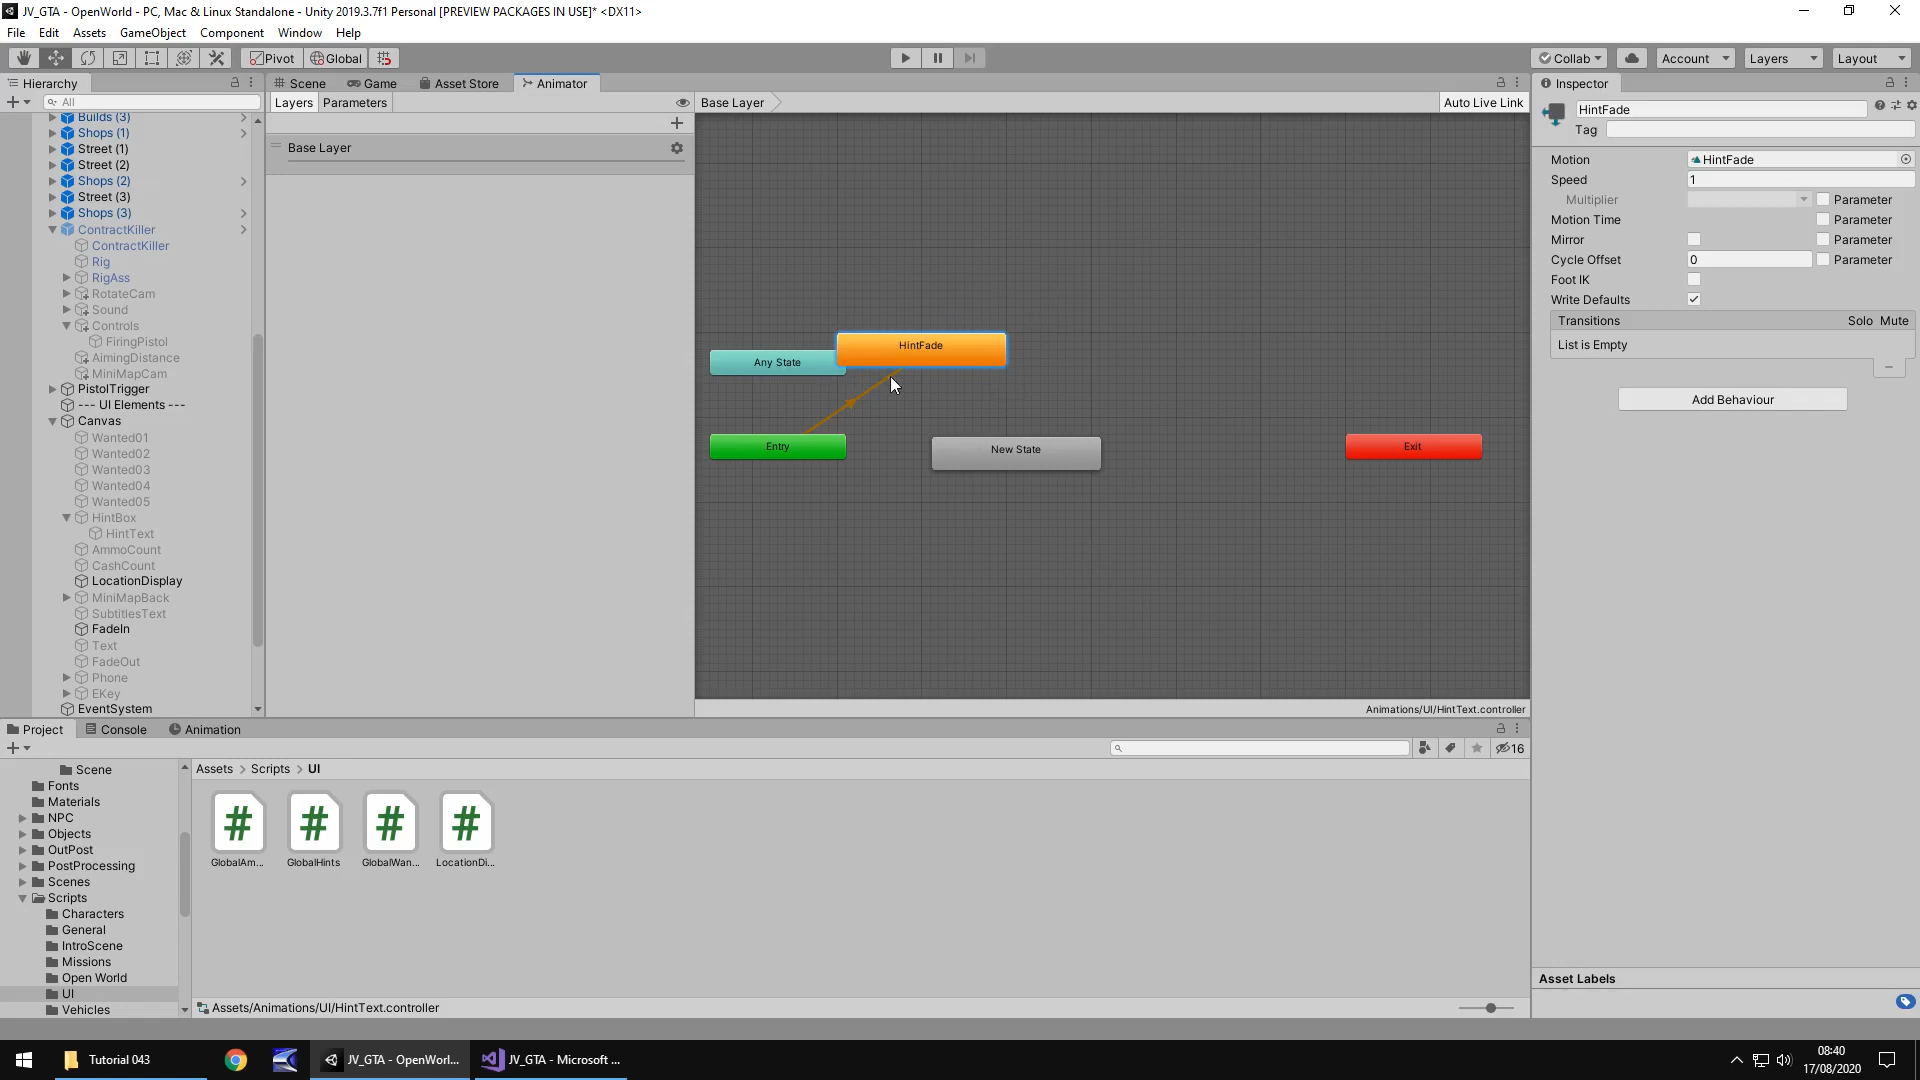 JV_GTA - OpenWorld - PC, Mac & Linux Standalone - Unity 2019.3.7f1 Personal [PREVIEW PACKAGES IN USE]* <DX11>
File Edit Assets GameObject Component Window Help
Pivot Global Collab Account Layers Layout
Hierarchy
All
Builds (3)
Shops (1)
Street (1)
Street (2)
Shops (2)
Street (3)
Shops (3)
ContractKiller
ContractKiller
Rig
RigAss
RotateCam
Sound
Controls
FiringPistol
AimingDistance
MiniMapCam
PistolTrigger
--- UI Elements ---
Canvas
Wanted01
Wanted02
Wanted03
Wanted04
Wanted05
HintBox
HintText
AmmoCount
CashCount
LocationDisplay
MiniMapBack
SubtitlesText
FadeIn
Text
FadeOut
Phone
EKey
EventSystem
Scene Game Asset Store Animator
Layers Parameters
Base Layer
Base Layer
Auto Live Link
HintFade
Any State
Entry
New State
Exit
Animations/UI/HintText.controller
Inspector
HintFade
Tag
Motion HintFade
Speed 1
Multiplier Parameter
Motion Time Parameter
Mirror Parameter
Cycle Offset 0 Parameter
Foot IK
Write Defaults
Transitions Solo Mute
List is Empty
Add Behaviour
Asset Labels
Project Console Animation
16
Scene
Fonts
Materials
NPC
Objects
OutPost
PostProcessing
Scenes
Scripts
Characters
General
IntroScene
Missions
Open World
UI
Vehicles
Assets > Scripts > UI
GlobalAm... GlobalHints GlobalWan... LocationDi...
Assets/Animations/UI/HintText.controller
Tutorial 043
JV_GTA - OpenWorl...
JV_GTA - Microsoft ...
08:40
17/08/2020